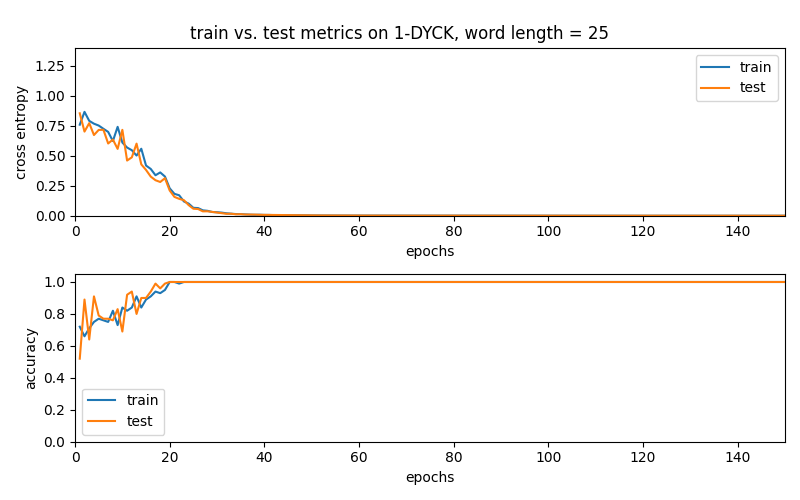 train vs. test metrics on 1-DYCK, word length = 25
1.25
1.00
0.75
0.50
0.25
0.00
cross entropy
train
test
0 20 40 60 80 100 120 140
epochs
1.0
0.8
0.6
0.4
0.2
0.0
accuracy
train
test
0 20 40 60 80 100 120 140
epochs